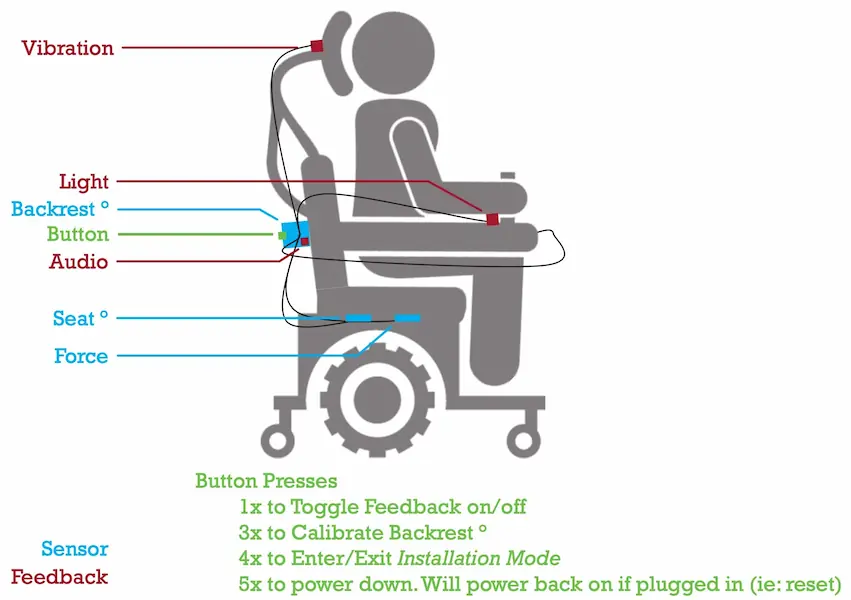 Vibration
Light
Backrest °
Button
Audio
Seat °
Force
Button Presses
1x to Toggle Feedback on/off
3x to Calibrate Backrest °
4x to Enter/Exit Installation Mode
5x to power down. Will power back on if plugged in (ie: reset)
Sensor
Feedback